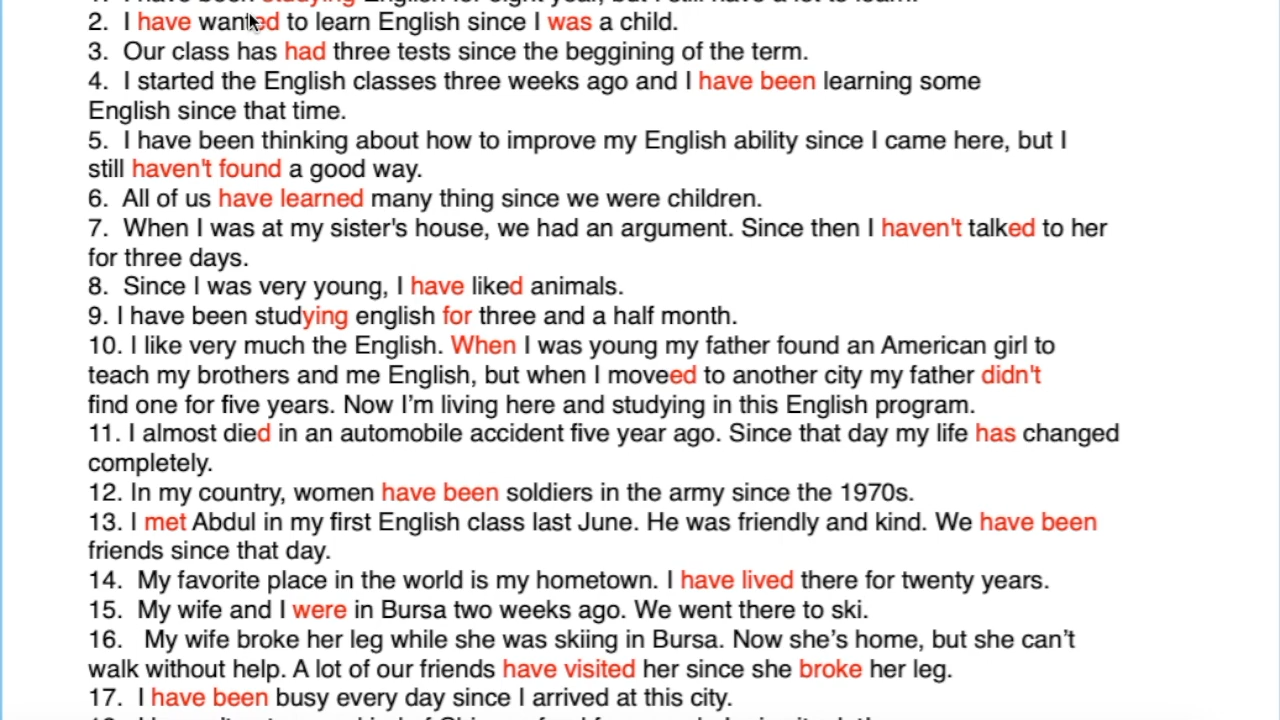 1. I have been studying English for eight year, but I still have a lot to learn.
2. I have wanted to learn English since I was a child.
3. Our class has had three tests since the beggining of the term.
4. I started the English classes three weeks ago and I have been learning some
English since that time.
5. I have been thinking about how to improve my English ability since I came here, but I
still haven't found a good way.
6. All of us have learned many thing since we were children.
7. When I was at my sister's house, we had an argument. Since then I haven't talked to her
for three days.
8. Since I was very young, I have liked animals.
9. I have been studying english for three and a half month.
10. I like very much the English. When I was young my father found an American girl to
teach my brothers and me English, but when I moveed to another city my father didn't
find one for five years. Now I’m living here and studying in this English program.
11. I almost died in an automobile accident five year ago. Since that day my life has changed
completely.
12. In my country, women have been soldiers in the army since the 1970s.
13. I met Abdul in my first English class last June. He was friendly and kind. We have been
friends since that day.
14. My favorite place in the world is my hometown. I have lived there for twenty years.
15. My wife and I were in Bursa two weeks ago. We went there to ski.
16. My wife broke her leg while she was skiing in Bursa. Now she’s home, but she can’t
walk without help. A lot of our friends have visited her since she broke her leg.
17. I have been busy every day since I arrived at this city.